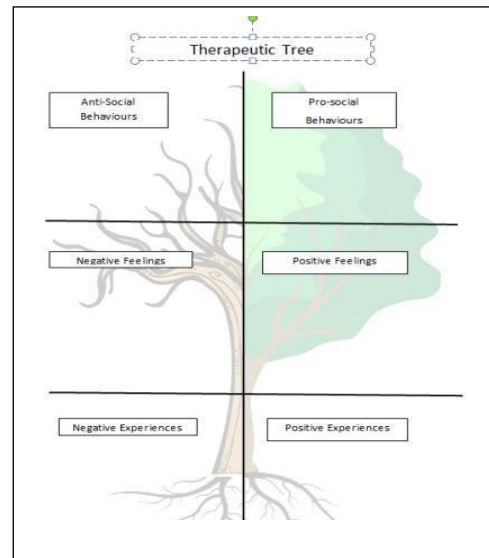 Therapeutic Tree
Anti-Social
Behaviours
Pro-social
Behaviours
Negative Feelings
Positive Feelings
Negative Experiences
Positive Experiences